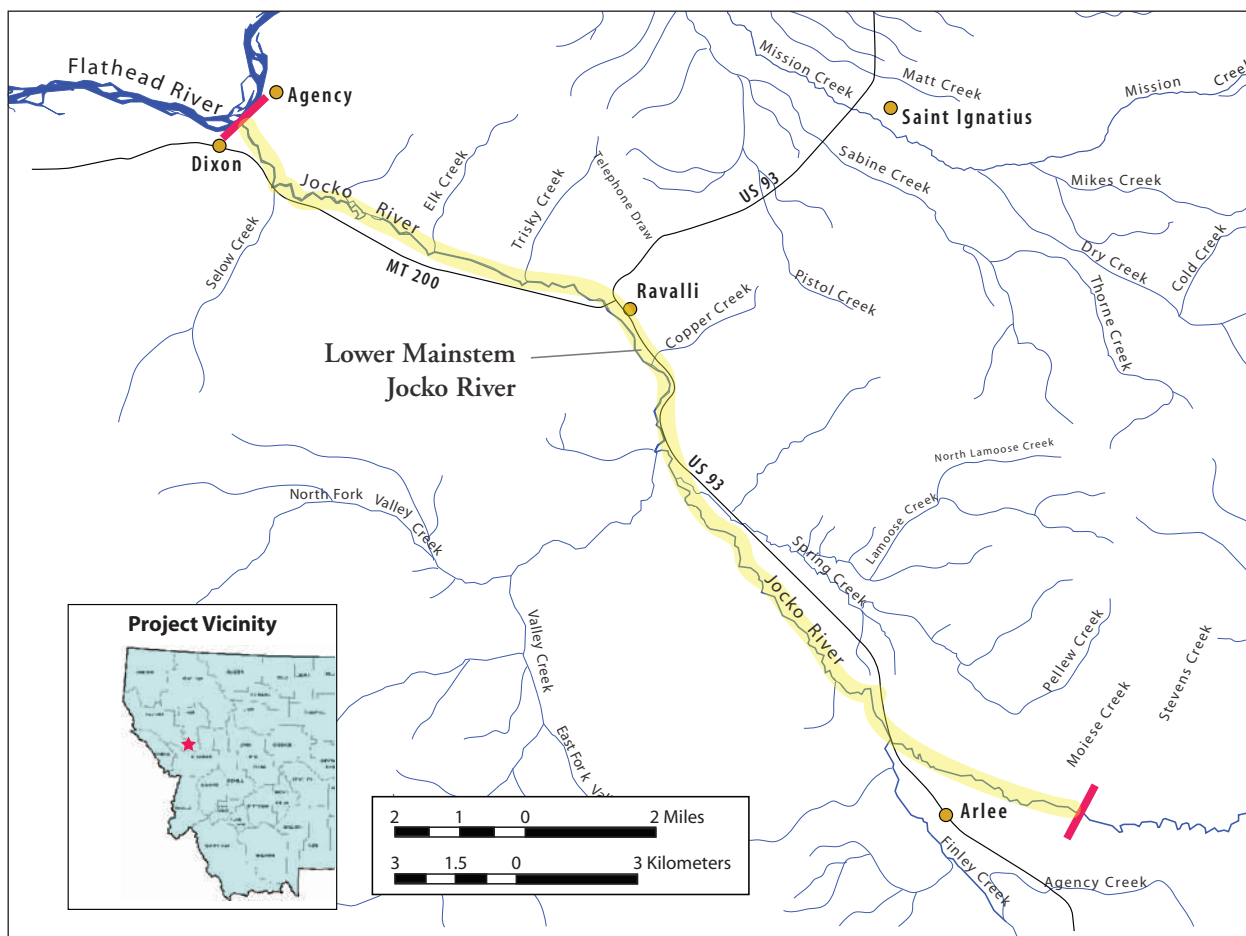 Flathead River
Agency
Dixon
Jocko River
Elk Creek
Trisky Creek
Telephone Draw
Selow Creek
MT 200
US 93
Mission Creek
Matt Creek
Mission Creek
Saint Ignatius
Sabine Creek
Mikes Creek
Dry Creek
Cold Creek
Thorne Creek
Pistol Creek
Ravalli
Copper Creek
Lower Mainstem
Jocko River
US 93
North Lamoose Creek
Lamoose Creek
Spring Creek
North Fork Valley Creek
Jocko River
Valley Creek
East Fork Val
Pellew Creek
Stevens Creek
Moiese Creek
Arlee
Finley Creek
Agency Creek
Project Vicinity
2 1 0 2 Miles
3 1.5 0 3 Kilometers